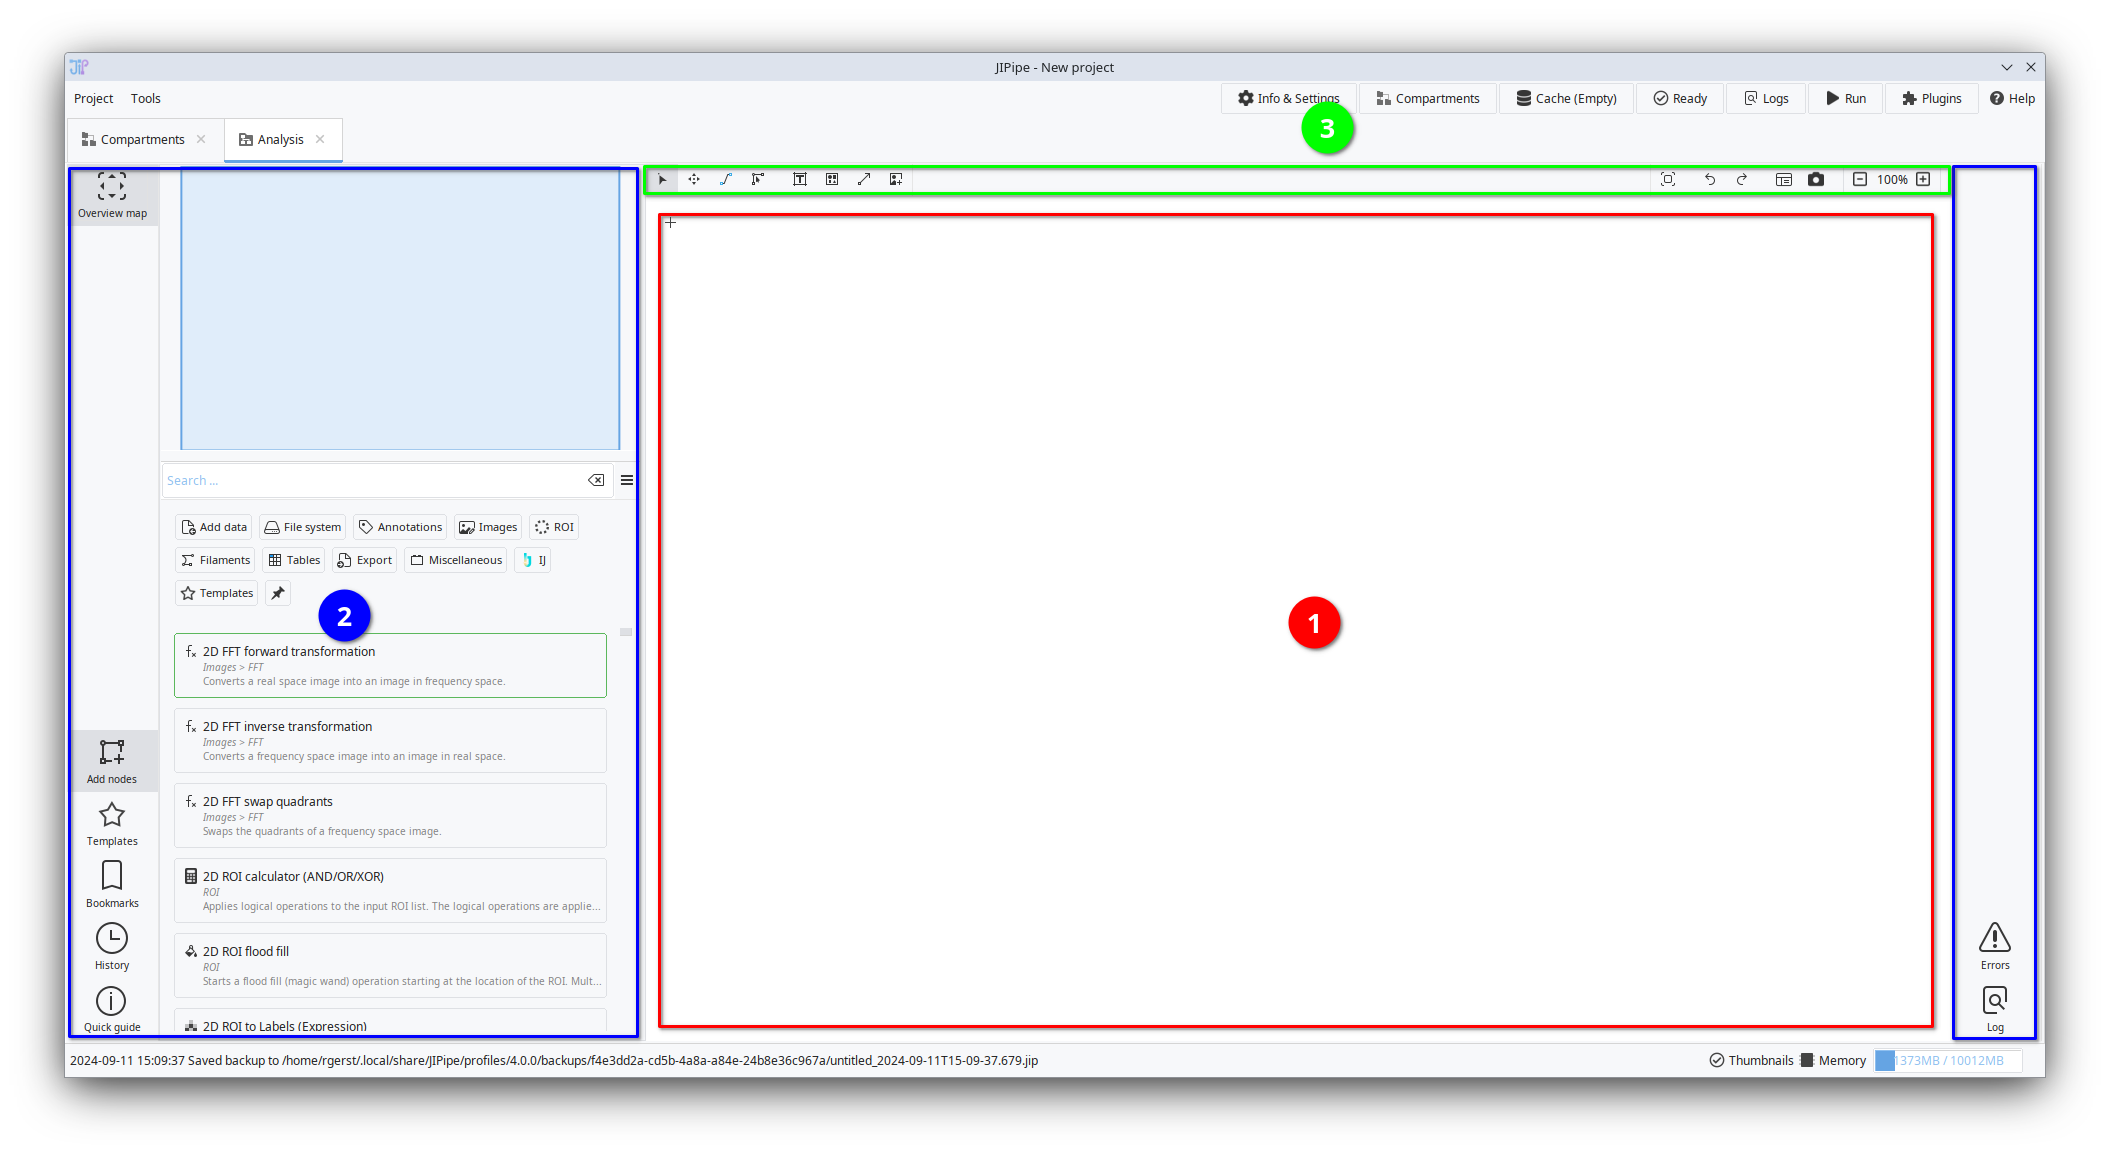 JIPipe - New project
Project Tools Info & Settings Compartments Cache (Empty) Ready Logs Run Plugins Help
3
Compartments Analysis
Overview map
100%
Search ...
Add data File system Annotations Images ROI
Filaments Tables Export Miscellaneous IJ
Templates
2
1
2D FFT forward transformation
Images > FFT
Converts a real space image into an image in frequency space.
2D FFT inverse transformation
Images > FFT
Converts a frequency space image into an image in real space.
2D FFT swap quadrants
Images > FFT
Swaps the quadrants of a frequency space image.
2D ROI calculator (AND/OR/XOR)
ROI
Applies logical operations to the input ROI list. The logical operations are applie...
2D ROI flood fill
ROI
Starts a flood fill (magic wand) operation starting at the location of the ROI. Mult...
2D ROI to Labels (Expression)
Add nodes
Templates
Bookmarks
History
Quick guide
Errors
Log
2024-09-11 15:09:37 Saved backup to /home/rgerst/.local/share/JIPipe/profiles/4.0.0/backups/f4e3dd2a-cd5b-4a8a-a84e-24b8e36c967a/untitled_2024-09-11T15-09-37.679.jip
Thumbnails Memory 1373MB / 10012MB